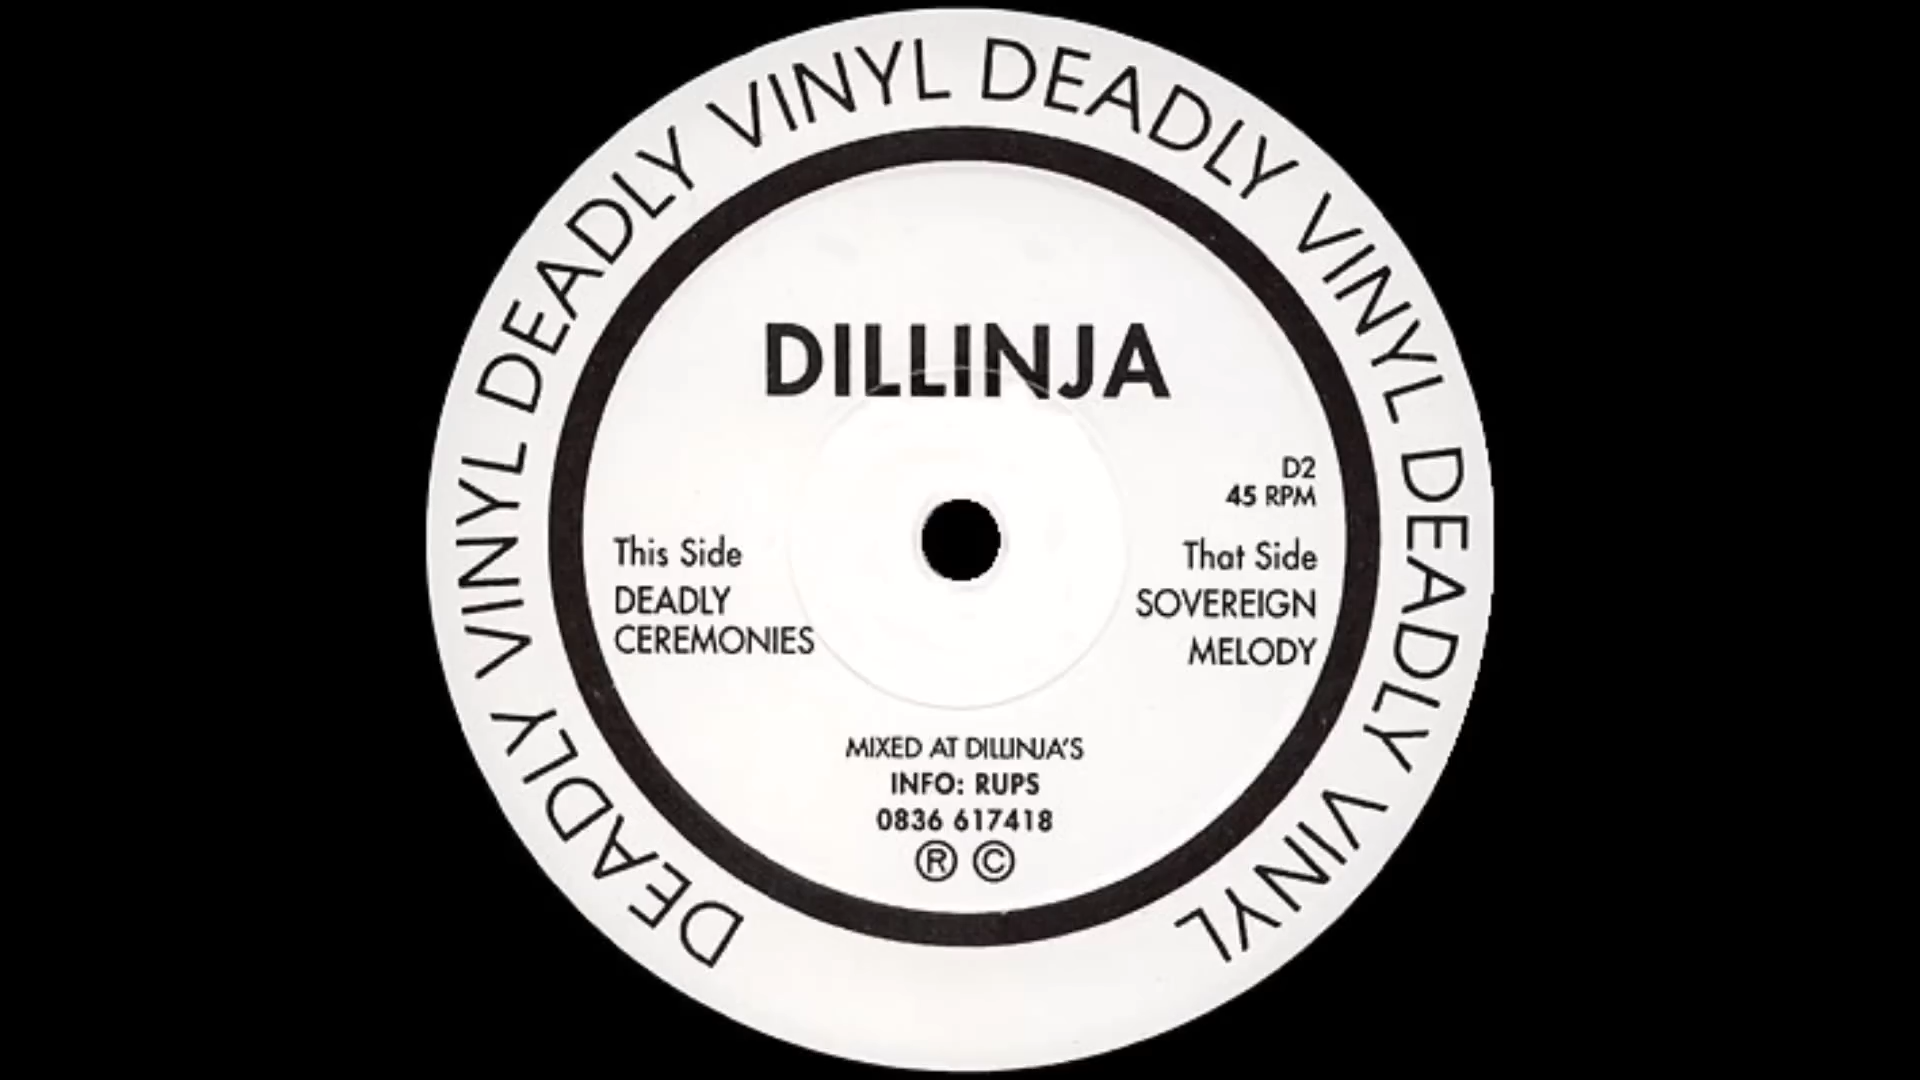 DEADLY VINYL DEADLY VINYL DEADLY VINYL DEADLY VINYL
DILLINJA
D2
45 RPM
This Side
DEADLY
CEREMONIES
That Side
SOVEREIGN
MELODY
MIXED AT DILLINJA'S
INFO: RUPS
0836 617418
Ⓡ Ⓒ